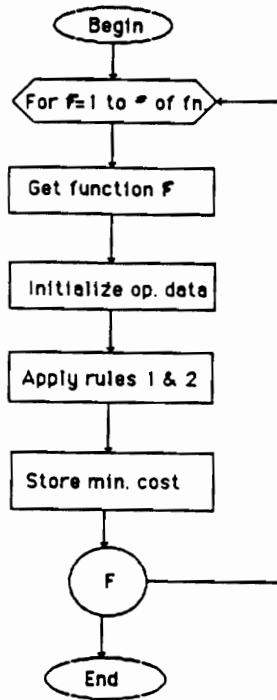 Begin
For F=1 to # of fn.
Get function F
Initialize op. data
Apply rules 1 & 2
Store min. cost
F
End